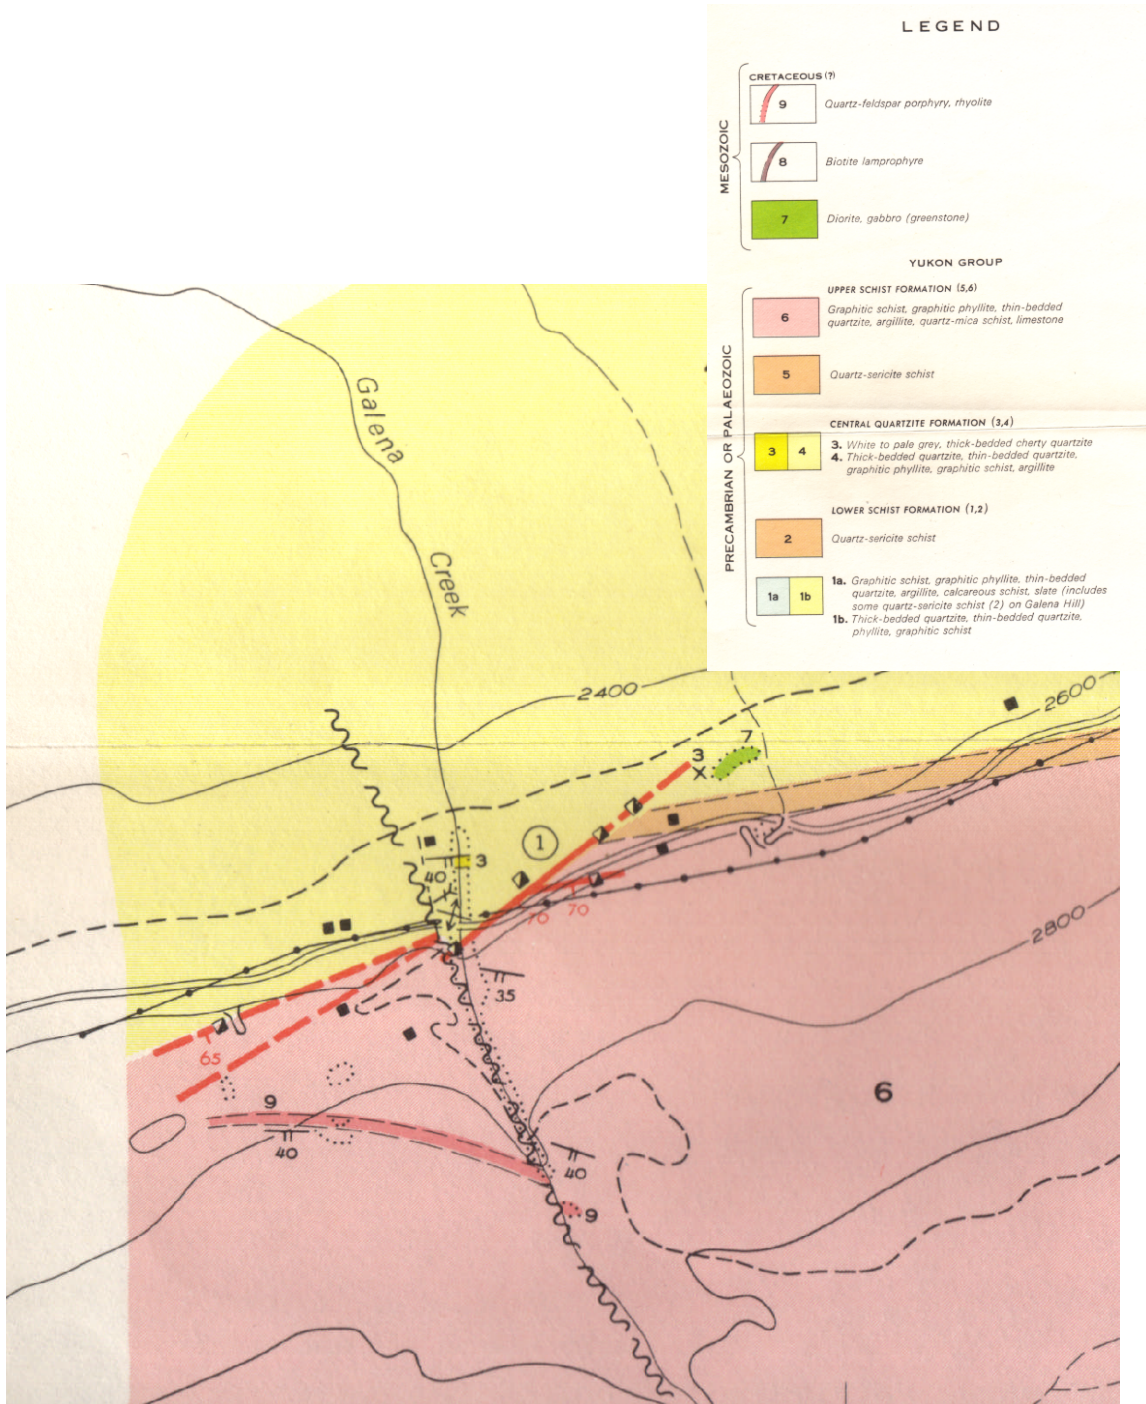 LEGEND
MESOZOIC
CRETACEOUS (?)
9 Quartz-feldspar porphyry, rhyolite
8 Biotite lamprophyre
7 Diorite, gabbro (greenstone)
YUKON GROUP
PRECAMBRIAN OR PALAEOZOIC
UPPER SCHIST FORMATION (5,6)
6 Graphitic schist, graphitic phyllite, thin-bedded
quartzite, argillite, quartz-mica schist, limestone
5 Quartz-sericite schist
CENTRAL QUARTZITE FORMATION (3,4)
3 4 3. White to pale grey, thick-bedded cherty quartzite
4. Thick-bedded quartzite, thin-bedded quartzite,
graphitic phyllite, graphitic schist, argillite
LOWER SCHIST FORMATION (1,2)
2 Quartz-sericite schist
1a 1b 1a. Graphitic schist, graphitic phyllite, thin-bedded
quartzite, argillite, calcareous schist, slate (includes
some quartz-sericite schist (2) on Galena Hill)
1b. Thick-bedded quartzite, thin-bedded quartzite,
phyllite, graphitic schist
Galena
Creek
2400
2600
7
3
1
3
40
70
70
2800
35
65
6
9
40
40
9